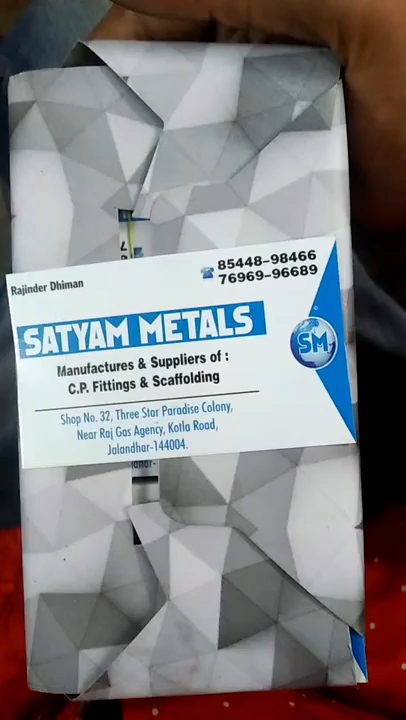 Rajinder Dhiman
85448-98466
76969-96689
SATYAM METALS
SM
Manufactures & Suppliers of :
C.P. Fittings & Scaffolding
Shop No. 32, Three Star Paradise Colony,
Near Raj Gas Agency, Kotla Road,
Jalandhar-144004.